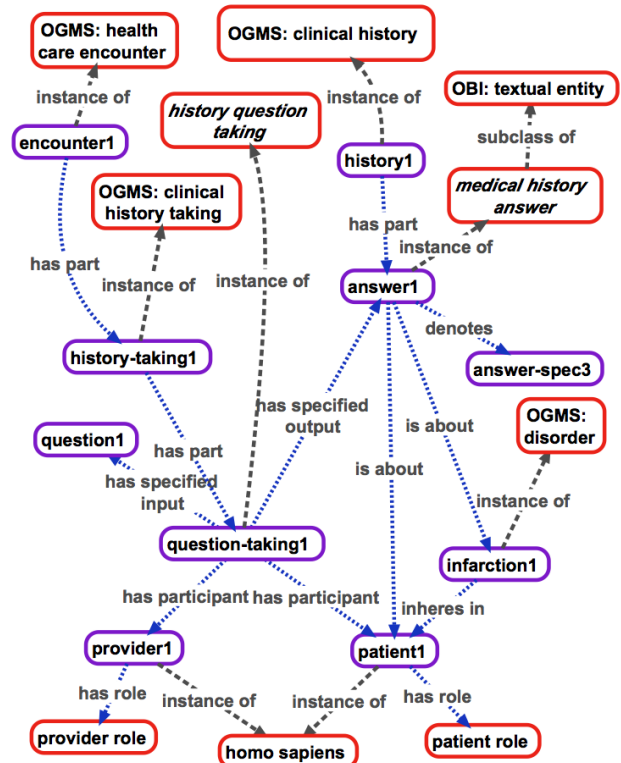 OGMS: health
care encounter
OGMS: clinical history
instance of
instance of
OBI: textual entity
history question
taking
encounter1
subclass of
history1
OGMS: clinical
history taking
medical history
answer
has part
has part
instance of
instance of
instance of
answer1
denotes
history-taking1
answer-spec3
has specified
output
OGMS:
disorder
question1
is about
has part
is about
has specified
input
instance of
question-taking1
infarction1
has participant
has participant
inheres in
provider1
patient1
has role
instance of
instance of
has role
provider role
homo sapiens
patient role